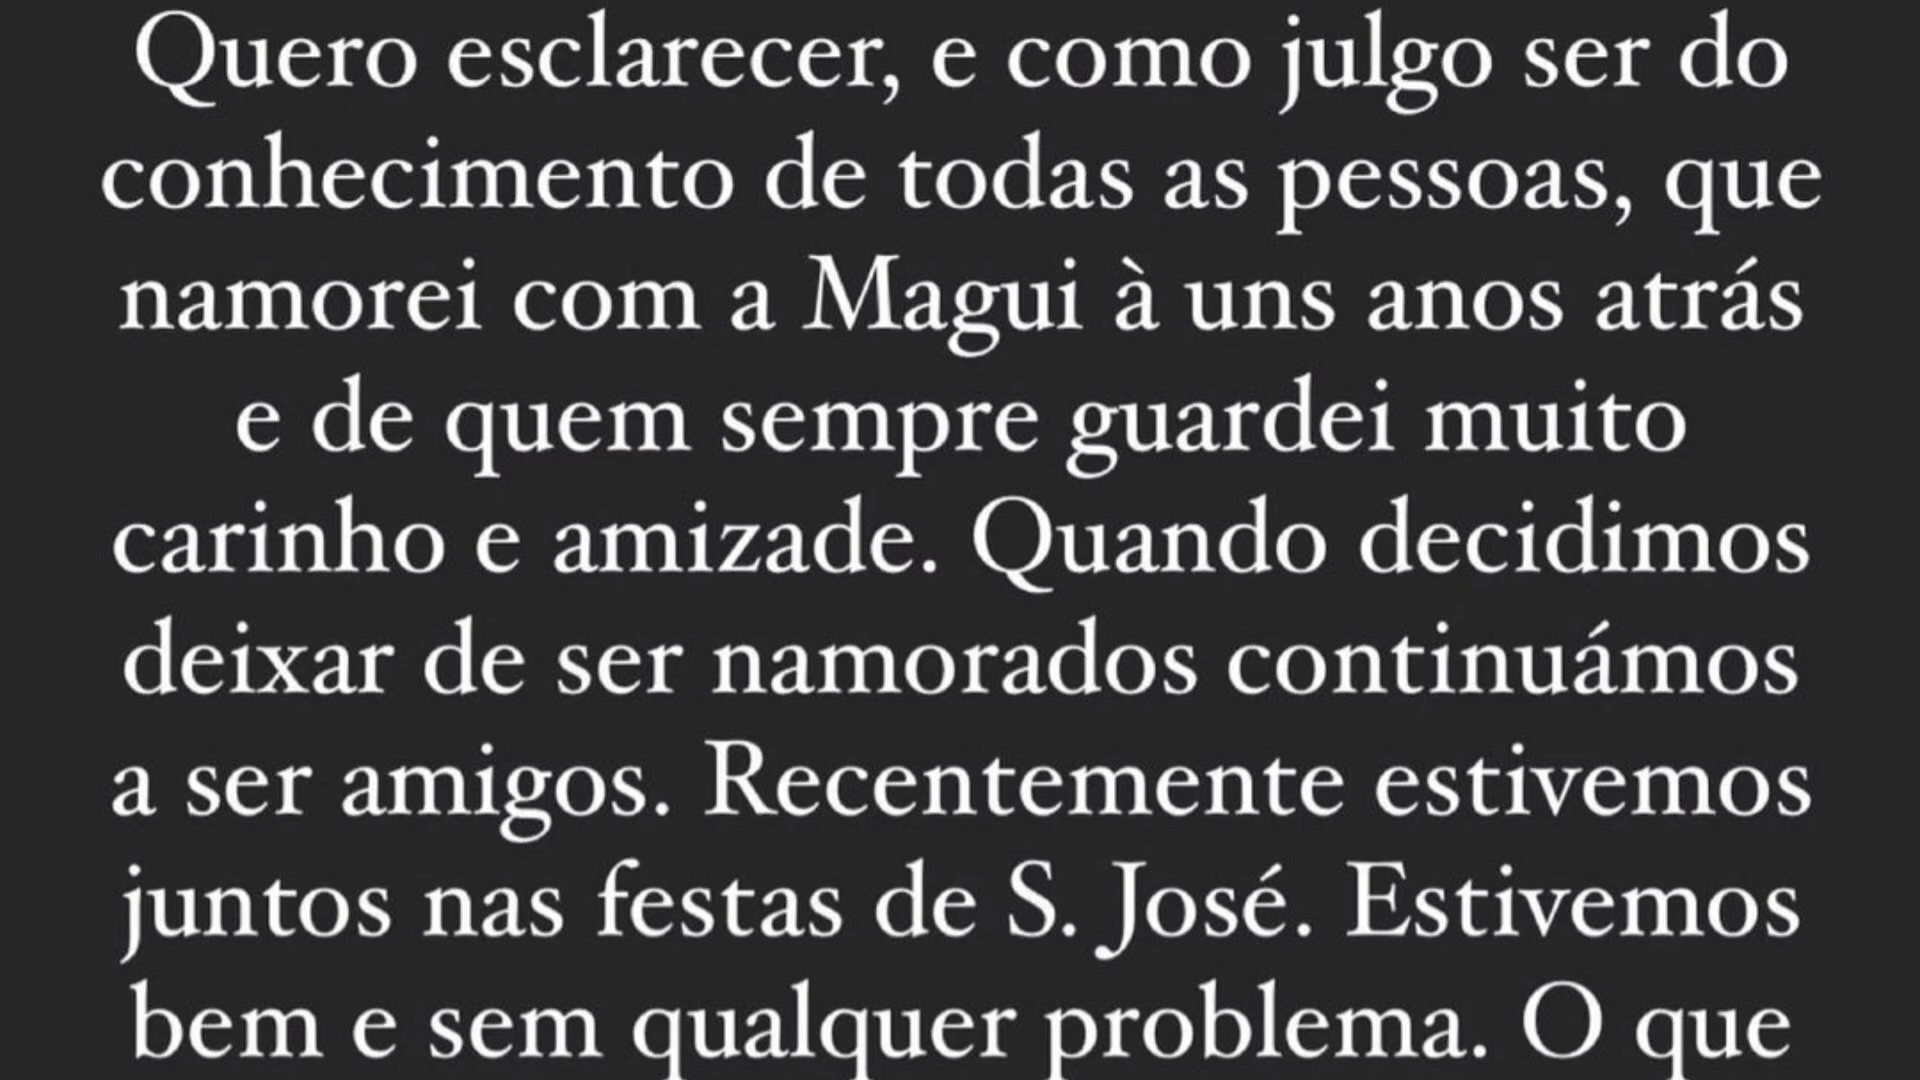 Quero esclarecer, e como julgo ser do
conhecimento de todas as pessoas, que
namorei com a Magui à uns anos atrás
e de quem sempre guardei muito
carinho e amizade. Quando decidimos
deixar de ser namorados continuámos
a ser amigos. Recentemente estivemos
juntos nas festas de S. José. Estivemos
bem e sem qualquer problema. O que